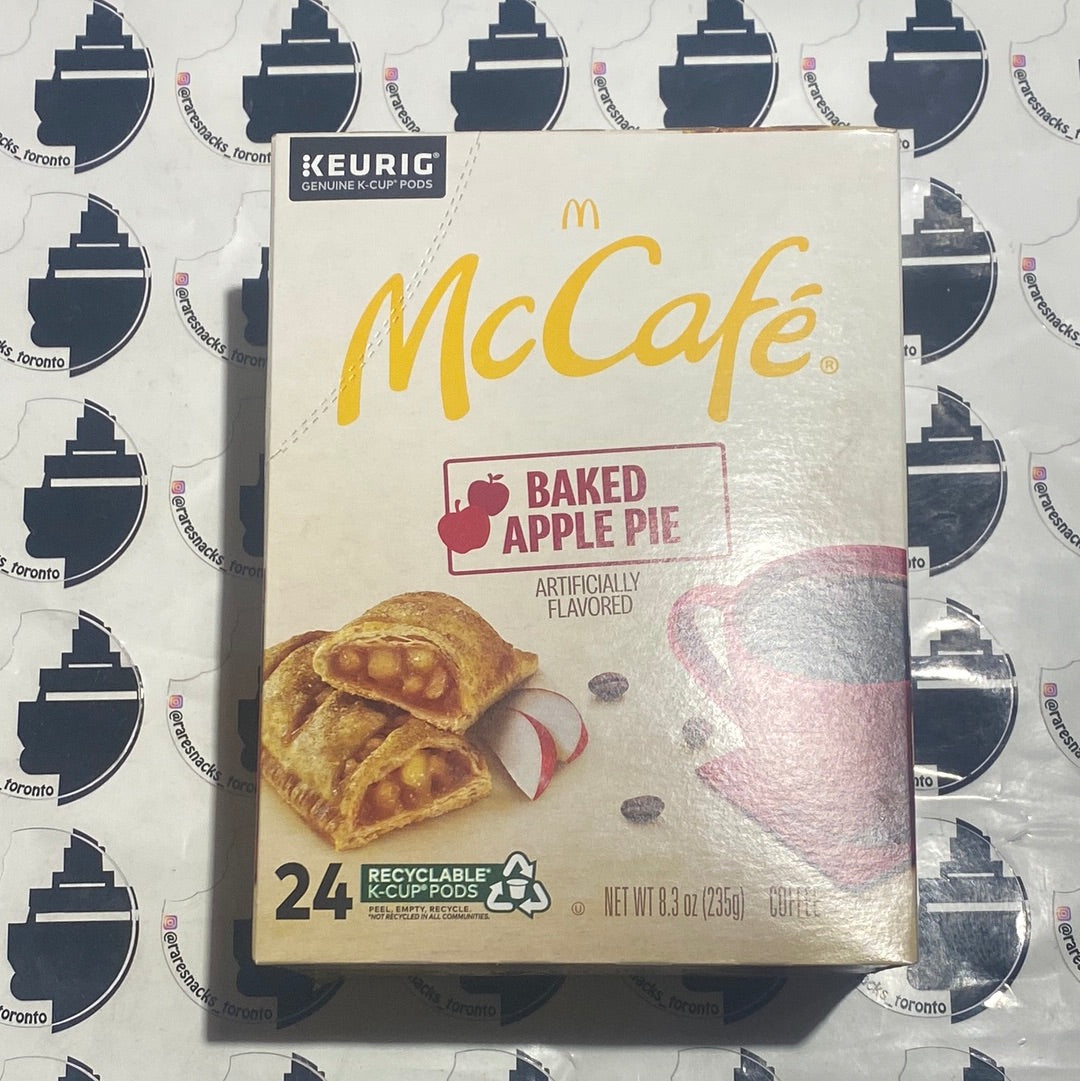 KEURIG®
GENUINE K-CUP® PODS
McCafé®
BAKED
APPLE PIE
ARTIFICIALLY
FLAVORED
24
RECYCLABLE*
K-CUP® PODS
PEEL, EMPTY, RECYCLE.
*NOT RECYCLED IN ALL COMMUNITIES.
NET WT 8.3 oz (235g)
COFFEE
@raresnacks_toronto